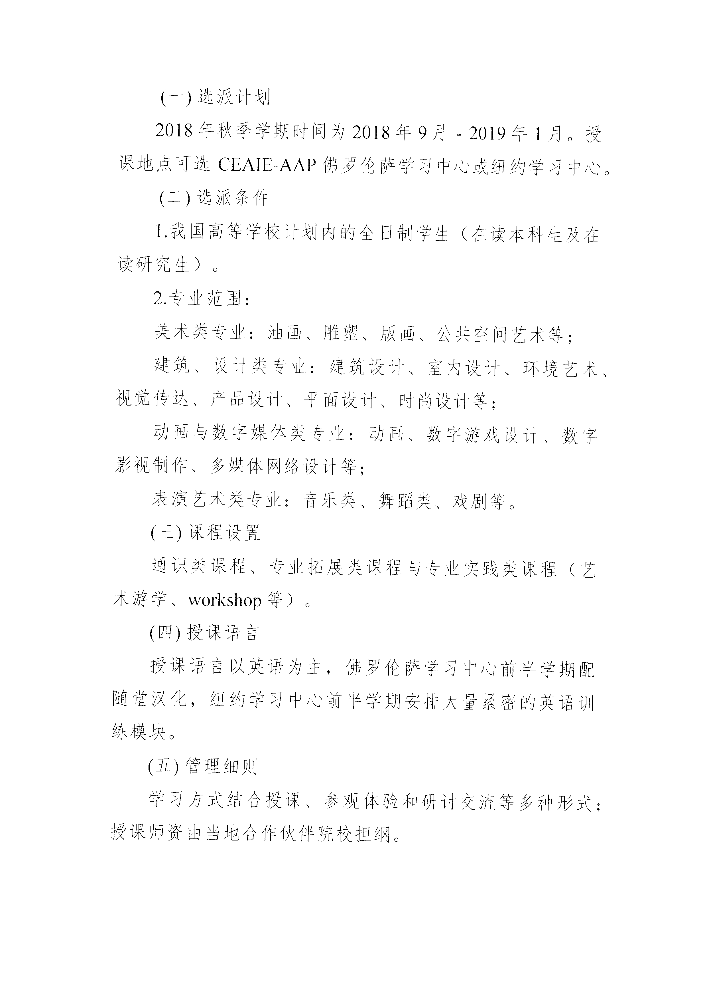 (一) 选派计划
2018 年秋季学期时间为 2018 年 9 月 - 2019 年 1 月。授
课地点可选 CEAIE-AAP 佛罗伦萨学习中心或纽约学习中心。
(二) 选派条件
1.我国高等学校计划内的全日制学生（在读本科生及在
读研究生）。
2.专业范围：
美术类专业：油画、雕塑、版画、公共空间艺术等；
建筑、设计类专业：建筑设计、室内设计、环境艺术、
视觉传达、产品设计、平面设计、时尚设计等；
动画与数字媒体类专业：动画、数字游戏设计、数字
影视制作、多媒体网络设计等；
表演艺术类专业：音乐类、舞蹈类、戏剧等。
(三) 课程设置
通识类课程、专业拓展类课程与专业实践类课程（艺
术游学、workshop 等）。
(四) 授课语言
授课语言以英语为主，佛罗伦萨学习中心前半学期配
随堂汉化，纽约学习中心前半学期安排大量紧密的英语训
练模块。
(五) 管理细则
学习方式结合授课、参观体验和研讨交流等多种形式；
授课师资由当地合作伙伴院校担纲。